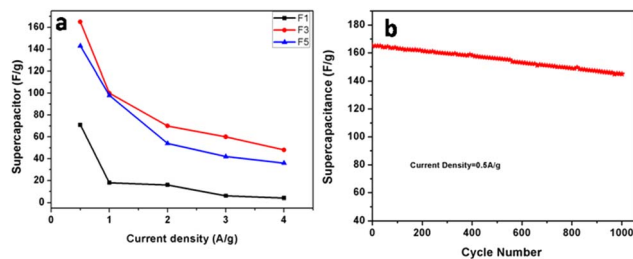 a
F1
F3
F5
Supercapacitor (F/g)
160
140
120
100
80
60
40
20
0
0 1 2 3 4
Current density (A/g)
b
Supercapacitance (F/g)
180
160
140
120
100
80
60
40
Current Density=0.5A/g
0 200 400 600 800 1000
Cycle Number